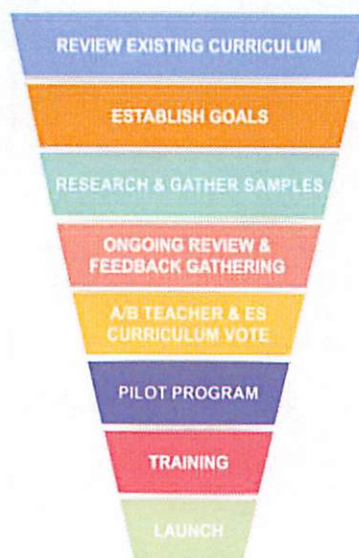 REVIEW EXISTING CURRICULUM
ESTABLISH GOALS
RESEARCH & GATHER SAMPLES
ONGOING REVIEW &
FEEDBACK GATHERING
A/B TEACHER & ES
CURRICULUM VOTE
PILOT PROGRAM
TRAINING
LAUNCH